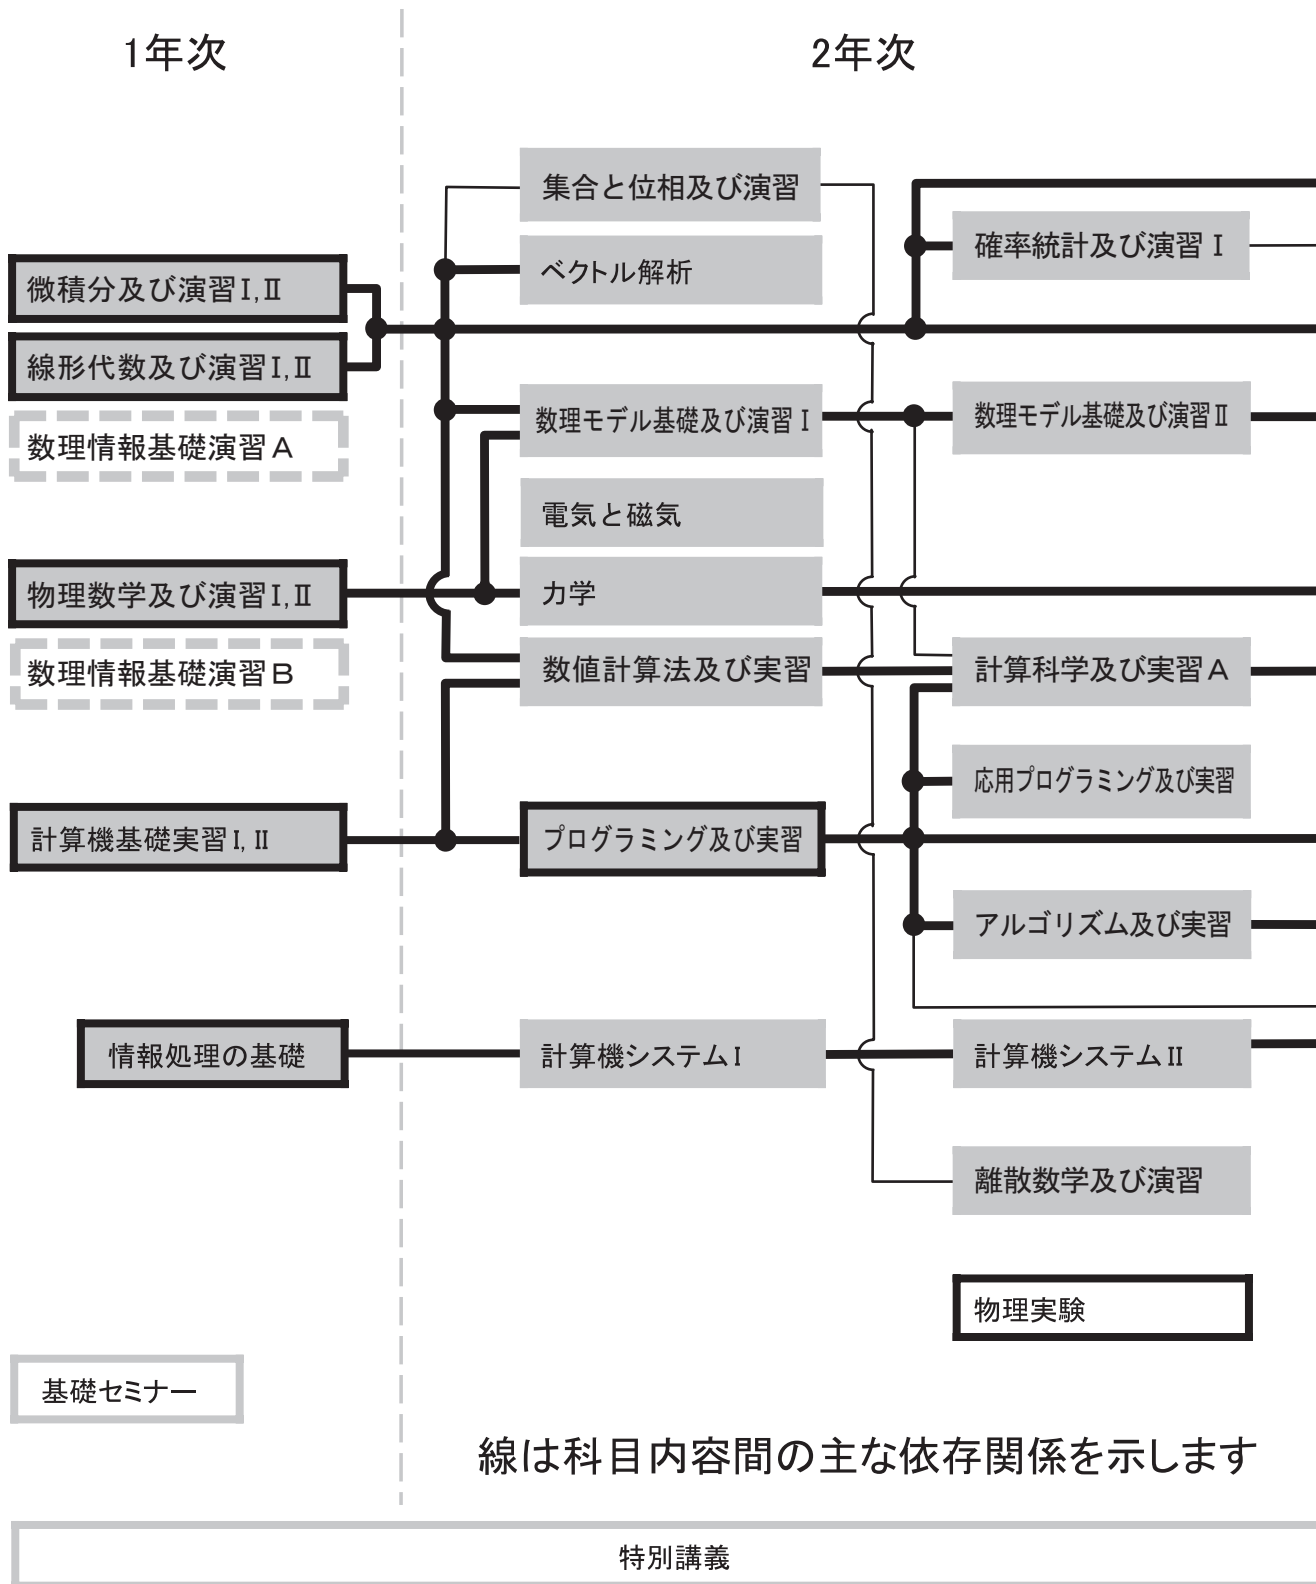 1年次
2年次
集合と位相及び演習
確率統計及び演習Ⅰ
ベクトル解析
微積分及び演習Ⅰ,Ⅱ
線形代数及び演習Ⅰ,Ⅱ
数理モデル基礎及び演習Ⅰ
数理モデル基礎及び演習Ⅱ
数理情報基礎演習A
電気と磁気
物理数学及び演習Ⅰ,Ⅱ
力学
数理情報基礎演習B
数値計算法及び実習
計算科学及び実習A
応用プログラミング及び実習
計算機基礎実習Ⅰ,Ⅱ
プログラミング及び実習
アルゴリズム及び実習
情報処理の基礎
計算機システムⅠ
計算機システムⅡ
離散数学及び演習
物理実験
基礎セミナー
線は科目内容間の主な依存関係を示します
特別講義